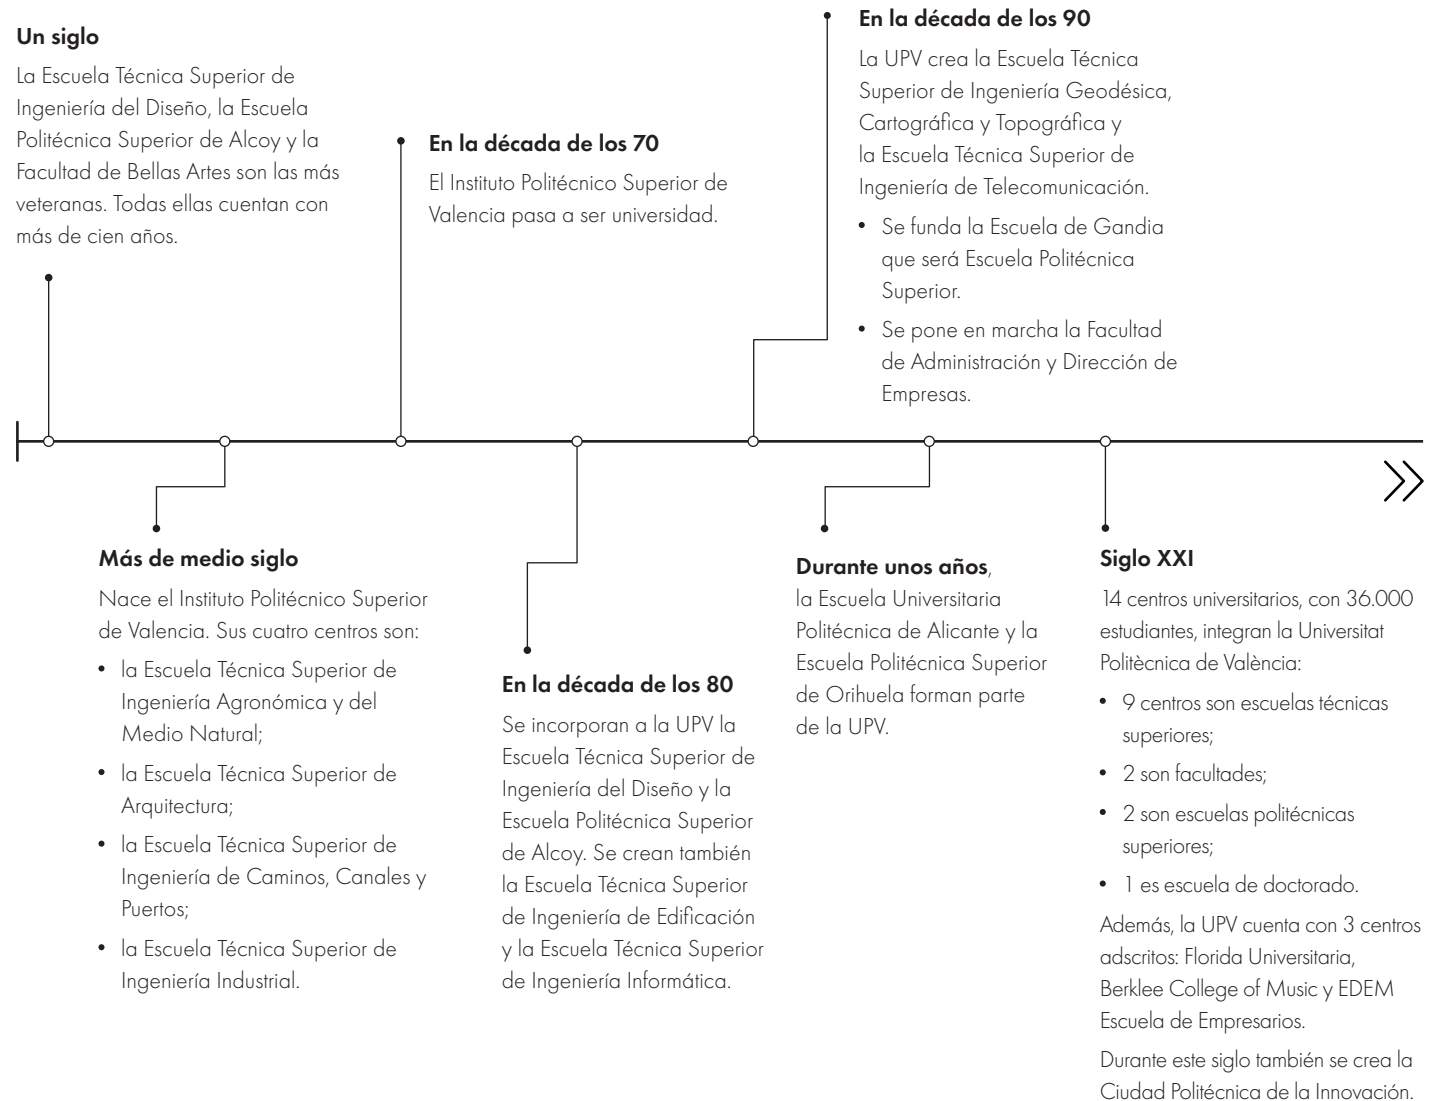 Un siglo
La Escuela Técnica Superior de
Ingeniería del Diseño, la Escuela
Politécnica Superior de Alcoy y la
Facultad de Bellas Artes son las más
veteranas. Todas ellas cuentan con
más de cien años.
Más de medio siglo
Nace el Instituto Politécnico Superior
de Valencia. Sus cuatro centros son:
• la Escuela Técnica Superior de
Ingeniería Agronómica y del
Medio Natural;
• la Escuela Técnica Superior de
Arquitectura;
• la Escuela Técnica Superior de
Ingeniería de Caminos, Canales y
Puertos;
• la Escuela Técnica Superior de
Ingeniería Industrial.
En la década de los 70
El Instituto Politécnico Superior de
Valencia pasa a ser universidad.
En la década de los 80
Se incorporan a la UPV la
Escuela Técnica Superior de
Ingeniería del Diseño y la
Escuela Politécnica Superior
de Alcoy. Se crean también
la Escuela Técnica Superior
de Ingeniería de Edificación
y la Escuela Técnica Superior
de Ingeniería Informática.
En la década de los 90
La UPV crea la Escuela Técnica
Superior de Ingeniería Geodésica,
Cartográfica y Topográfica y
la Escuela Técnica Superior de
Ingeniería de Telecomunicación.
• Se funda la Escuela de Gandia
que será Escuela Politécnica
Superior.
• Se pone en marcha la Facultad
de Administración y Dirección de
Empresas.
Durante unos años,
la Escuela Universitaria
Politécnica de Alicante y la
Escuela Politécnica Superior
de Orihuela forman parte
de la UPV.
Siglo XXI
14 centros universitarios, con 36.000
estudiantes, integran la Universitat
Politècnica de València:
• 9 centros son escuelas técnicas
superiores;
• 2 son facultades;
• 2 son escuelas politécnicas
superiores;
• 1 es escuela de doctorado.
Además, la UPV cuenta con 3 centros
adscritos: Florida Universitaria,
Berklee College of Music y EDEM
Escuela de Empresarios.
Durante este siglo también se crea la
Ciudad Politécnica de la Innovación.